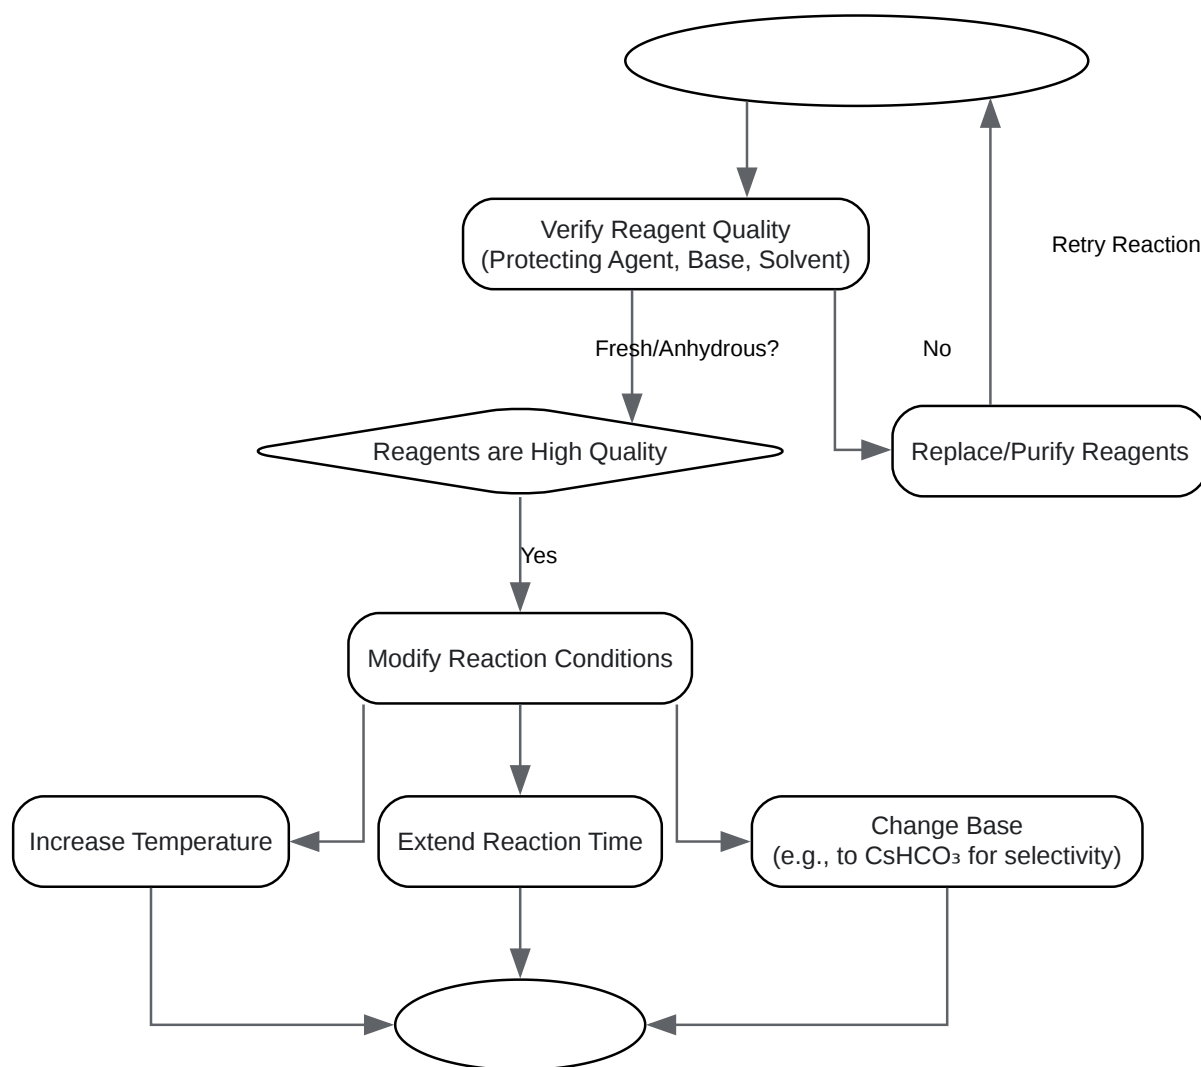 Verify Reagent Quality
(Protecting Agent, Base, Solvent)
Retry Reaction
Fresh/Anhydrous?
No
Reagents are High Quality
Replace/Purify Reagents
Yes
Modify Reaction Conditions
Increase Temperature
Extend Reaction Time
Change Base
(e.g., to CsHCO₃ for selectivity)